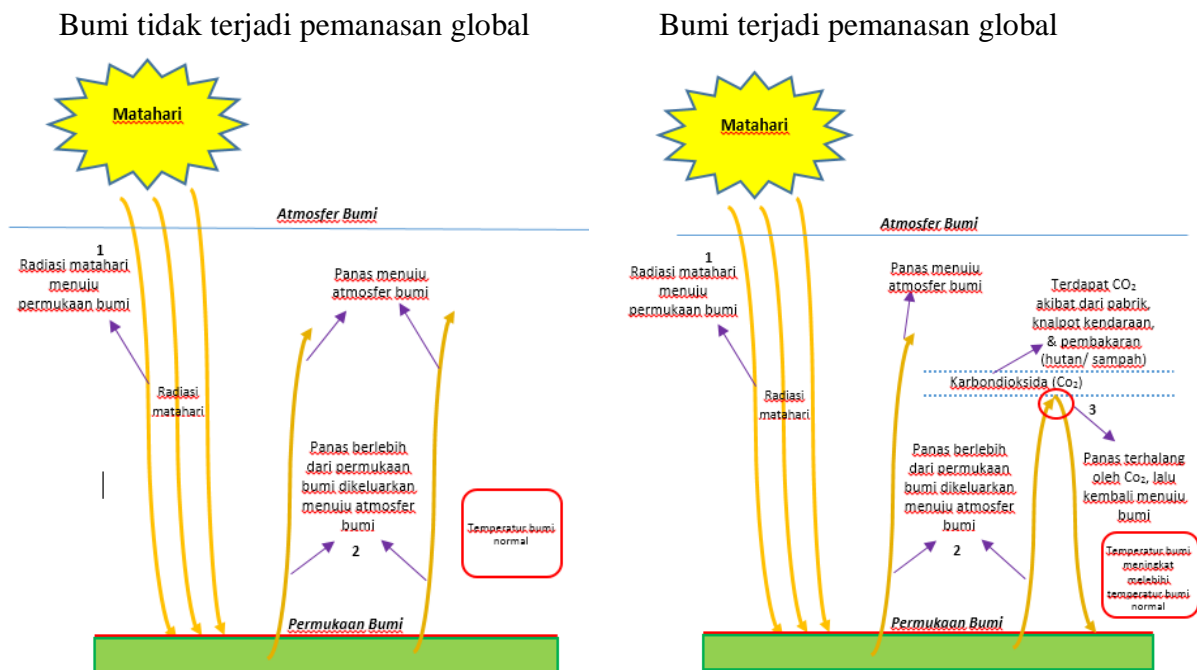 Bumi tidak terjadi pemanasan global
Matahari
Atmosfer Bumi
1
Radiasi matahari
menuju
permukaan bumi
Panas menuju
atmosfer bumi
Radiasi
matahari
Panas berlebih
dari permukaan
bumi dikeluarkan
menuju atmosfer
bumi
2
Temperatur bumi
normal
Permukaan Bumi
Bumi terjadi pemanasan global
Matahari
Atmosfer Bumi
1
Radiasi matahari
menuju
permukaan bumi
Panas menuju
atmosfer bumi
Terdapat CO₂
akibat dari pabrik,
knalpot kendaraan,
& pembakaran
(hutan/ sampah)
Karbondioksida (Co₂)
Radiasi
matahari
3
Panas terhalang
oleh Co₂, lalu
kembali menuju
bumi
Panas berlebih
dari permukaan
bumi dikeluarkan
menuju atmosfer
bumi
2
Temperatur bumi
meningkat
melebihi
temperatur bumi
normal
Permukaan Bumi